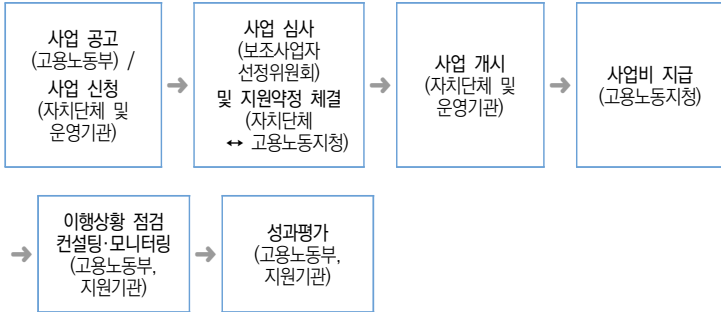 사업 공고
(고용노동부) /
사업 신청
(자치단체 및
운영기관)
➜
사업 심사
(보조사업자
선정위원회)
및 지원약정 체결
(자치단체
↔ 고용노동지청)
➜
사업 개시
(자치단체 및
운영기관)
➜
사업비 지급
(고용노동지청)
➜
이행상황 점검
컨설팅·모니터링
(고용노동부,
지원기관)
➜
성과평가
(고용노동부,
지원기관)